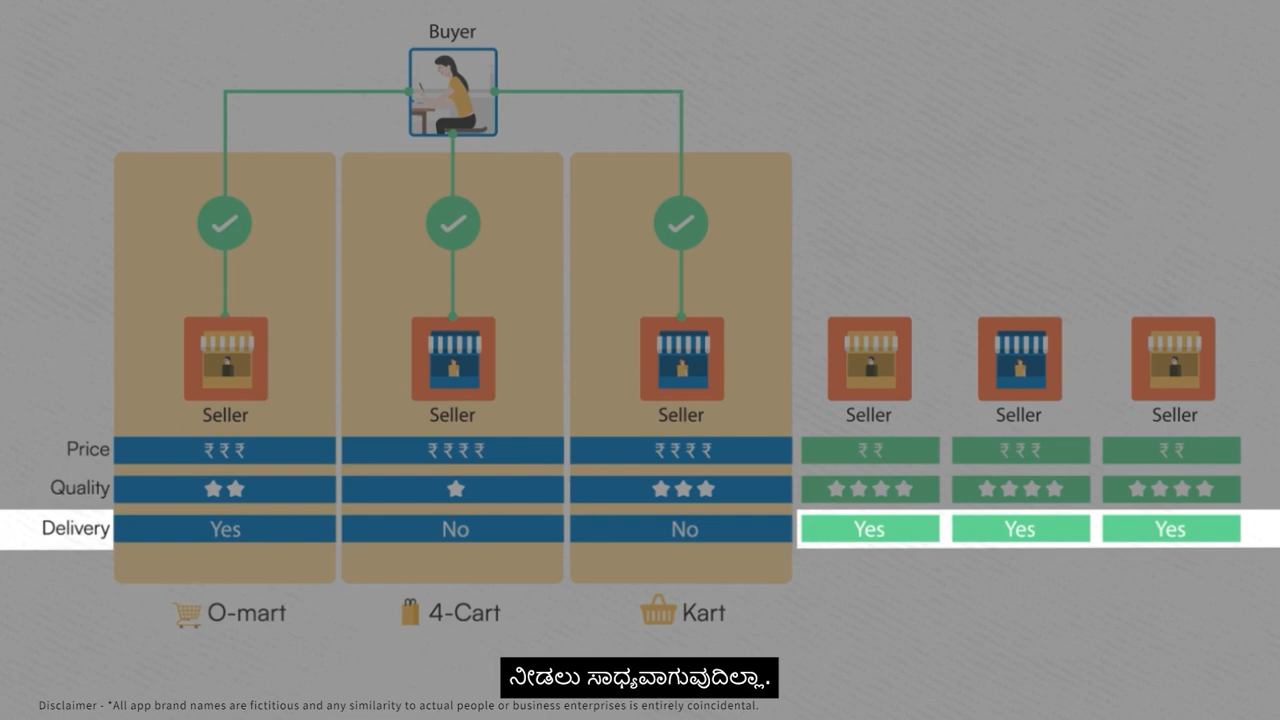 Buyer
Seller Seller Seller Seller Seller Seller
Price ₹ ₹ ₹ ₹ ₹ ₹ ₹ ₹ ₹ ₹ ₹ ₹ ₹ ₹ ₹ ₹ ₹ ₹
Quality
Delivery Yes No No Yes Yes Yes
O-mart 4-Cart Kart
ನೀಡಲು ಸಾಧ್ಯವಾಗುವುದಿಲ್ಲಾ.
Disclaimer - *All app brand names are fictitious and any similarity to actual people or business enterprises is entirely coincidental.